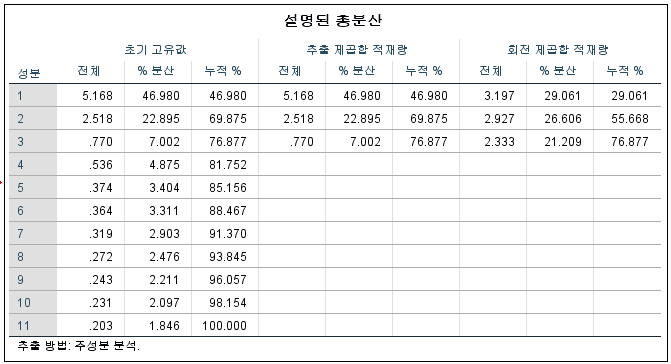 설명된 총분산
초기 고유값 추출 제곱합 적재량 회전 제곱합 적재량
성분 전체 % 분산 누적 % 전체 % 분산 누적 % 전체 % 분산 누적 %
1 5.168 46.980 46.980 5.168 46.980 46.980 3.197 29.061 29.061
2 2.518 22.895 69.875 2.518 22.895 69.875 2.927 26.606 55.668
3 .770 7.002 76.877 .770 7.002 76.877 2.333 21.209 76.877
4 .536 4.875 81.752
5 .374 3.404 85.156
6 .364 3.311 88.467
7 .319 2.903 91.370
8 .272 2.476 93.845
9 .243 2.211 96.057
10 .231 2.097 98.154
11 .203 1.846 100.000
추출 방법: 주성분 분석.